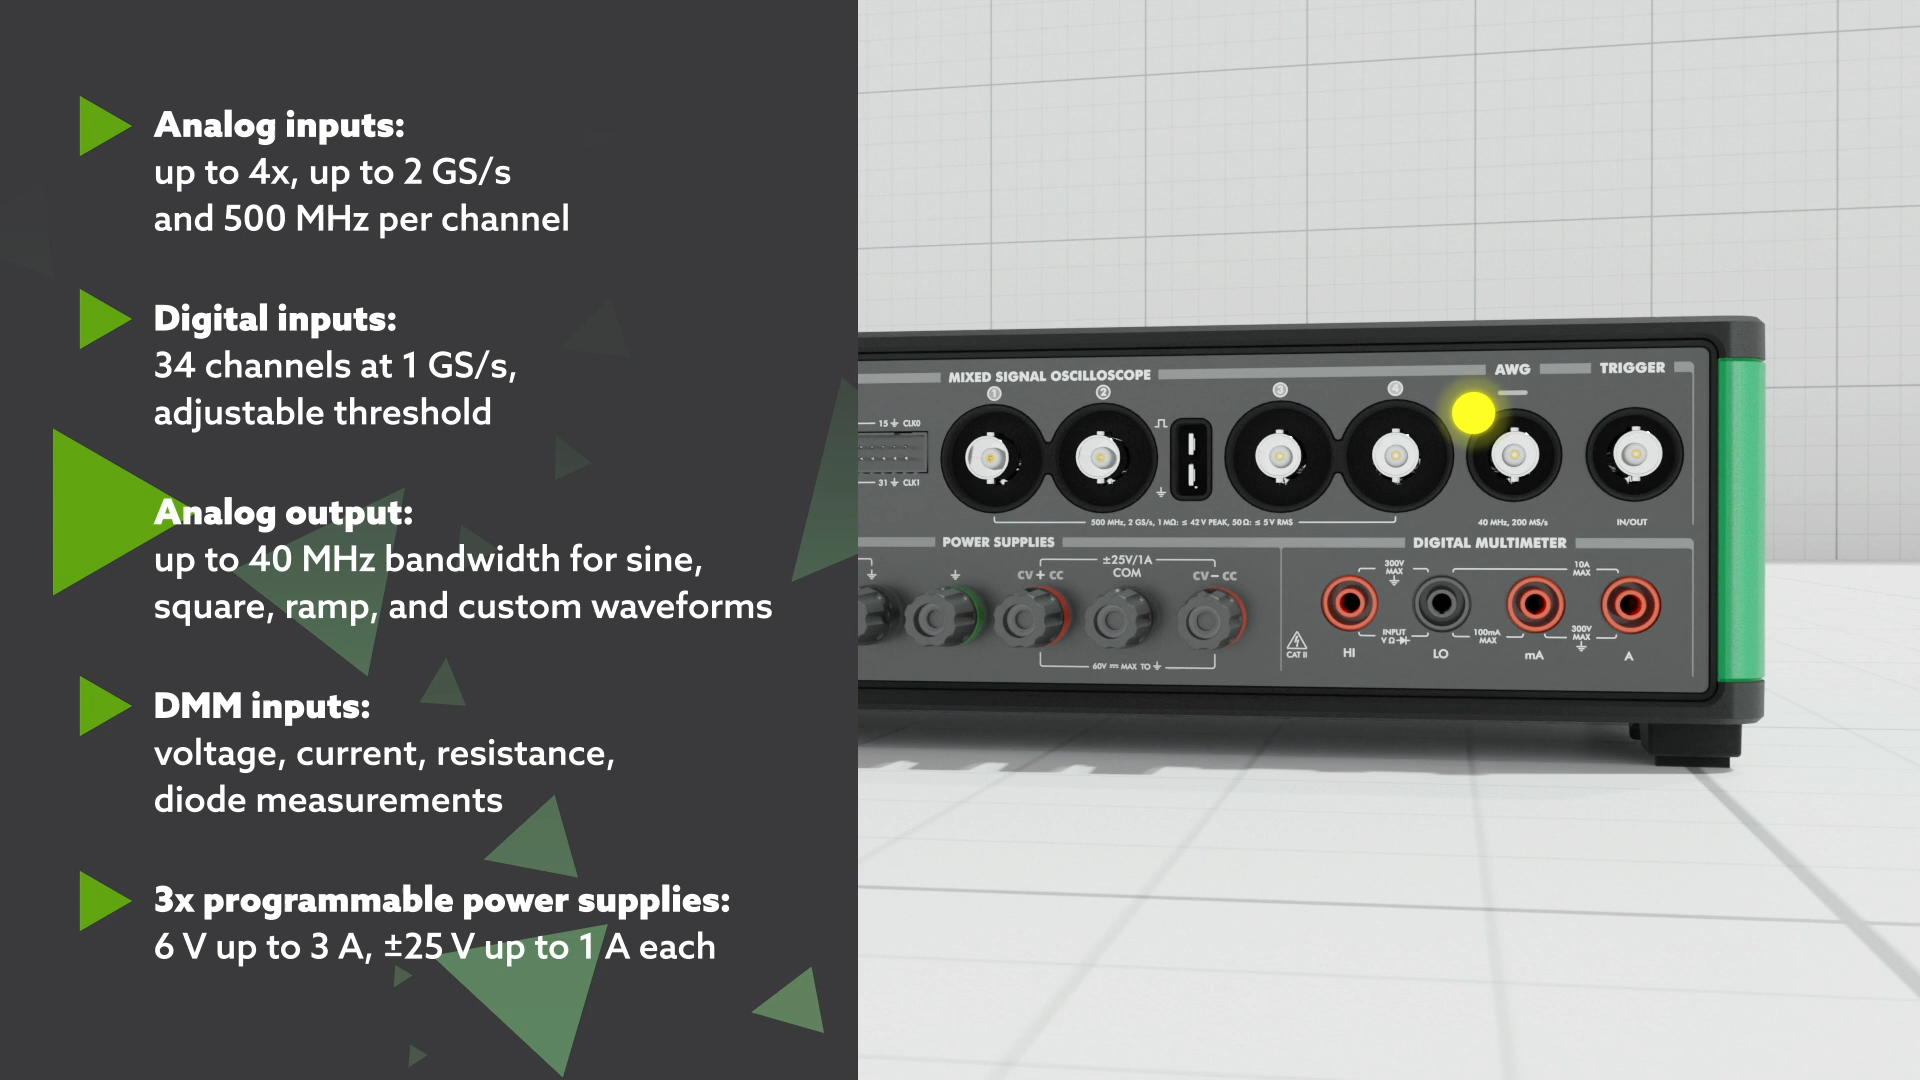 Analog inputs:
up to 4x, up to 2 GS/s
and 500 MHz per channel
Digital inputs:
34 channels at 1 GS/s,
adjustable threshold
Analog output:
up to 40 MHz bandwidth for sine,
square, ramp, and custom waveforms
DMM inputs:
voltage, current, resistance,
diode measurements
3x programmable power supplies:
6 V up to 3 A, ±25 V up to 1 A each
MIXED SIGNAL OSCILLOSCOPE
AWG
TRIGGER
1
2
3
4
15 CLK0
31 CLK1
500 MHz, 2 GS/s, 1 MΩ: ≤ 42 V PEAK, 50 Ω: ≤ 5 V RMS
40 MHz, 200 MS/s
IN/OUT
POWER SUPPLIES
±25V/1A
COM
CV + CC
CV − CC
60V MAX TO
DIGITAL MULTIMETER
300V
MAX
10A
MAX
INPUT
V Ω
100mA
MAX
300V
MAX
CAT II
HI
LO
mA
A